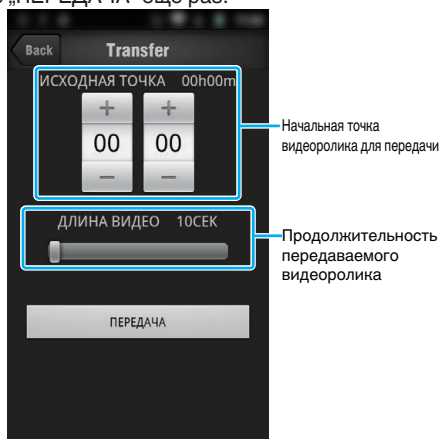 „ПЕРЕДАЧА“ еще раз.
Back
Transfer
ИСХОДНАЯ ТОЧКА 00h00m
+ +
00 00
– –
Начальная точка
видеоролика для передачи
ДЛИНА ВИДЕО 10СЕК
Продолжительность
передаваемого
видеоролика
ПЕРЕДАЧА